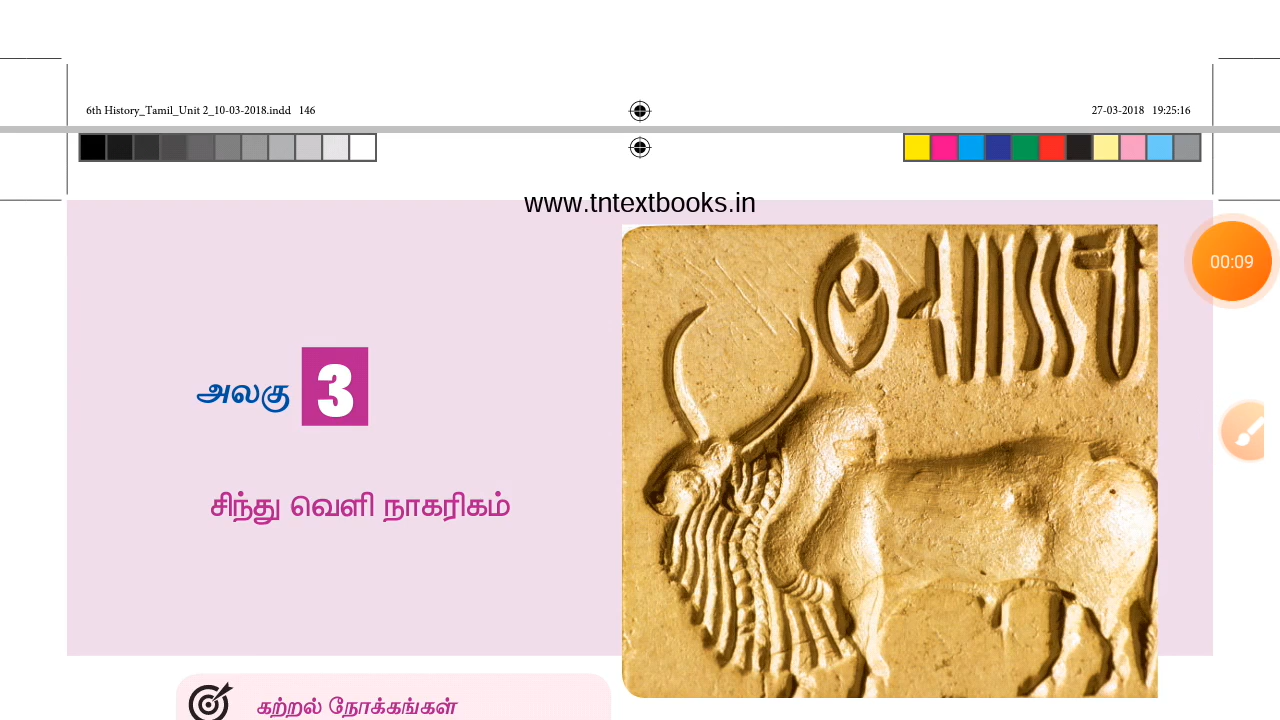 6th History_Tamil_Unit 2_10-03-2018.indd 146
27-03-2018 19:25:16
www.tntextbooks.in
00:09
அலகு 3
சிந்து வெளி நாகரிகம்
கற்றல் நோக்கங்கள்